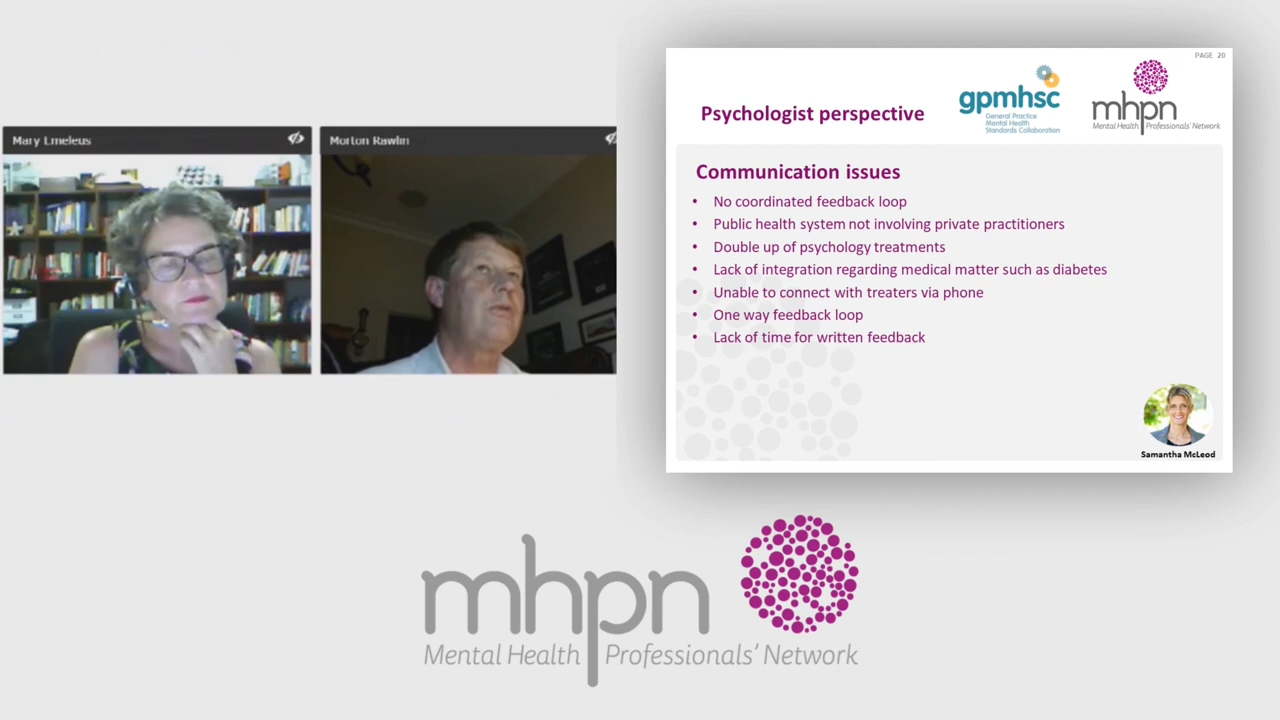 Mary Emeleus
Morton Rawlin
PAGE 20
Psychologist perspective
gpmhsc
General Practice
Mental Health
Standards Collaboration
mhpn
Mental Health Professionals' Network
Communication issues
• No coordinated feedback loop
• Public health system not involving private practitioners
• Double up of psychology treatments
• Lack of integration regarding medical matter such as diabetes
• Unable to connect with treaters via phone
• One way feedback loop
• Lack of time for written feedback
Samantha McLeod
mhpn
Mental Health Professionals' Network